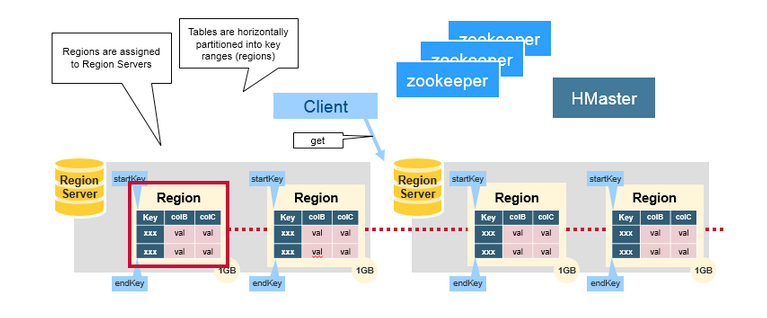 Regions are assigned
to Region Servers
Tables are horizontally
partitioned into key
ranges (regions)
zookeeper
zookeeper
zookeeper
HMaster
Client
get
Region
Server
startKey
Region
Key colB colC
xxx val val
xxx val val
endKey
1GB
startKey
Region
Key colB colC
xxx val val
xxx val val
endKey
1GB
Region
Server
startKey
Region
Key colB colC
xxx val val
xxx val val
endKey
1GB
startKey
Region
Key colB colC
xxx val val
xxx val val
endKey
1GB